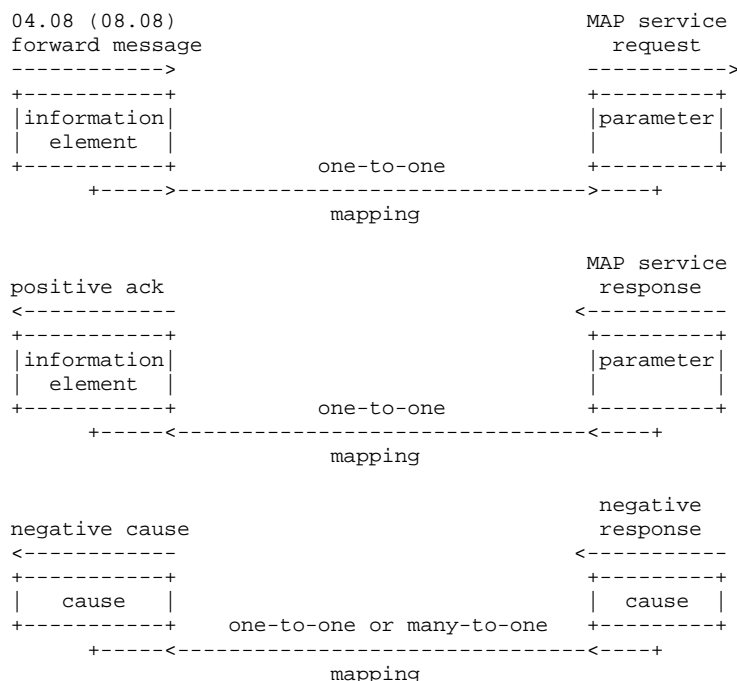 04.08 (08.08) MAP service
forward message request
------------> ----------->
+-----------+ +---------+
|information| |parameter|
| element | | |
+-----------+ one-to-one +---------+
+----->-------------------------------->----+
mapping
MAP service
positive ack response
<------------ <-----------
+-----------+ +---------+
|information| |parameter|
| element | | |
+-----------+ one-to-one +---------+
+-----<--------------------------------<----+
mapping
negative
negative cause response
<------------ <-----------
+-----------+ +---------+
| cause | | cause |
+-----------+ one-to-one or many-to-one +---------+
+-----<--------------------------------<----+
mapping